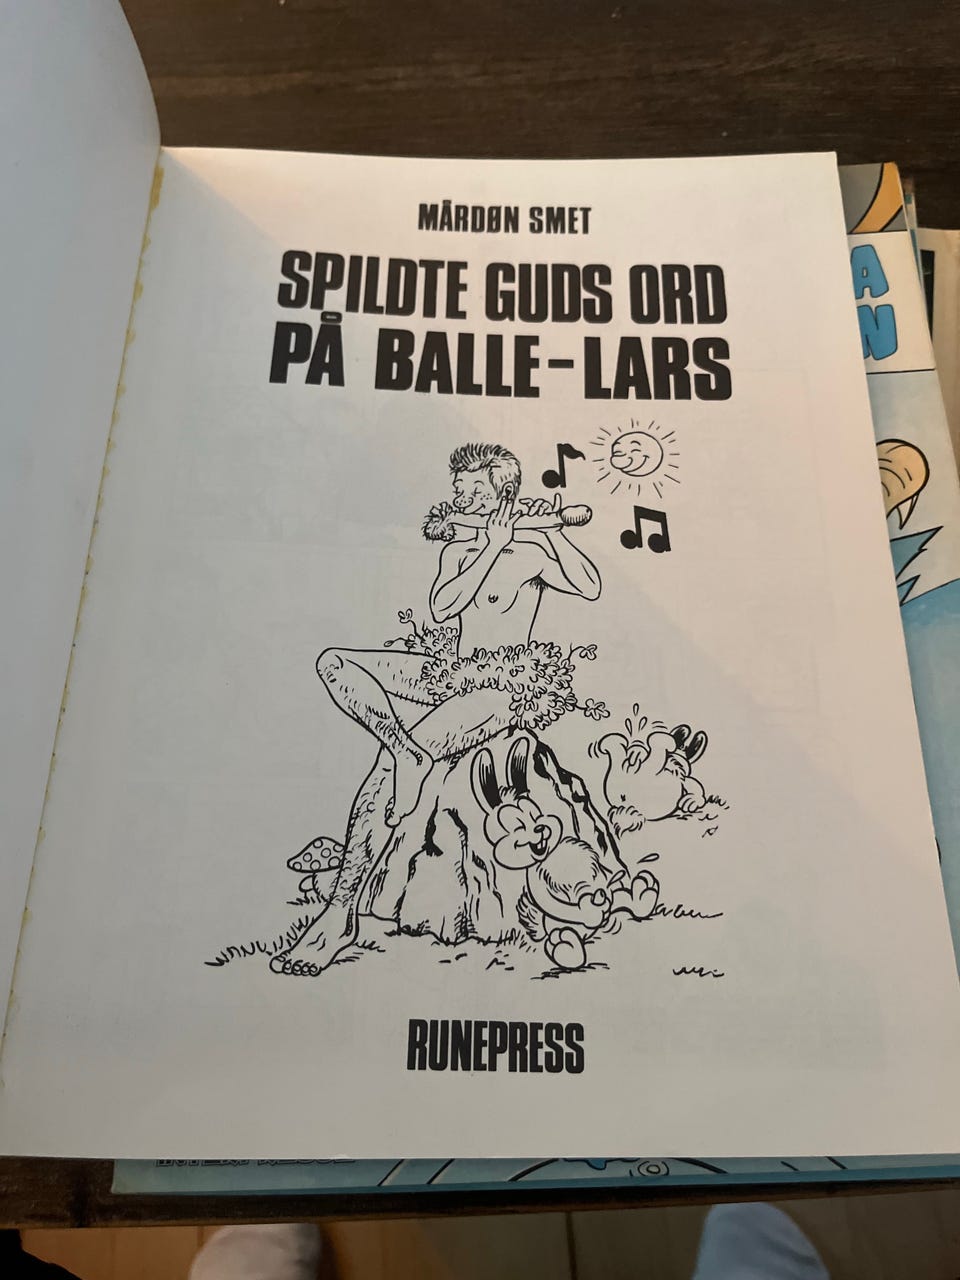 MÅRDØN SMET
SPILDTE GUDS ORD
PÅ BALLE-LARS
RUNEPRESS
A
N